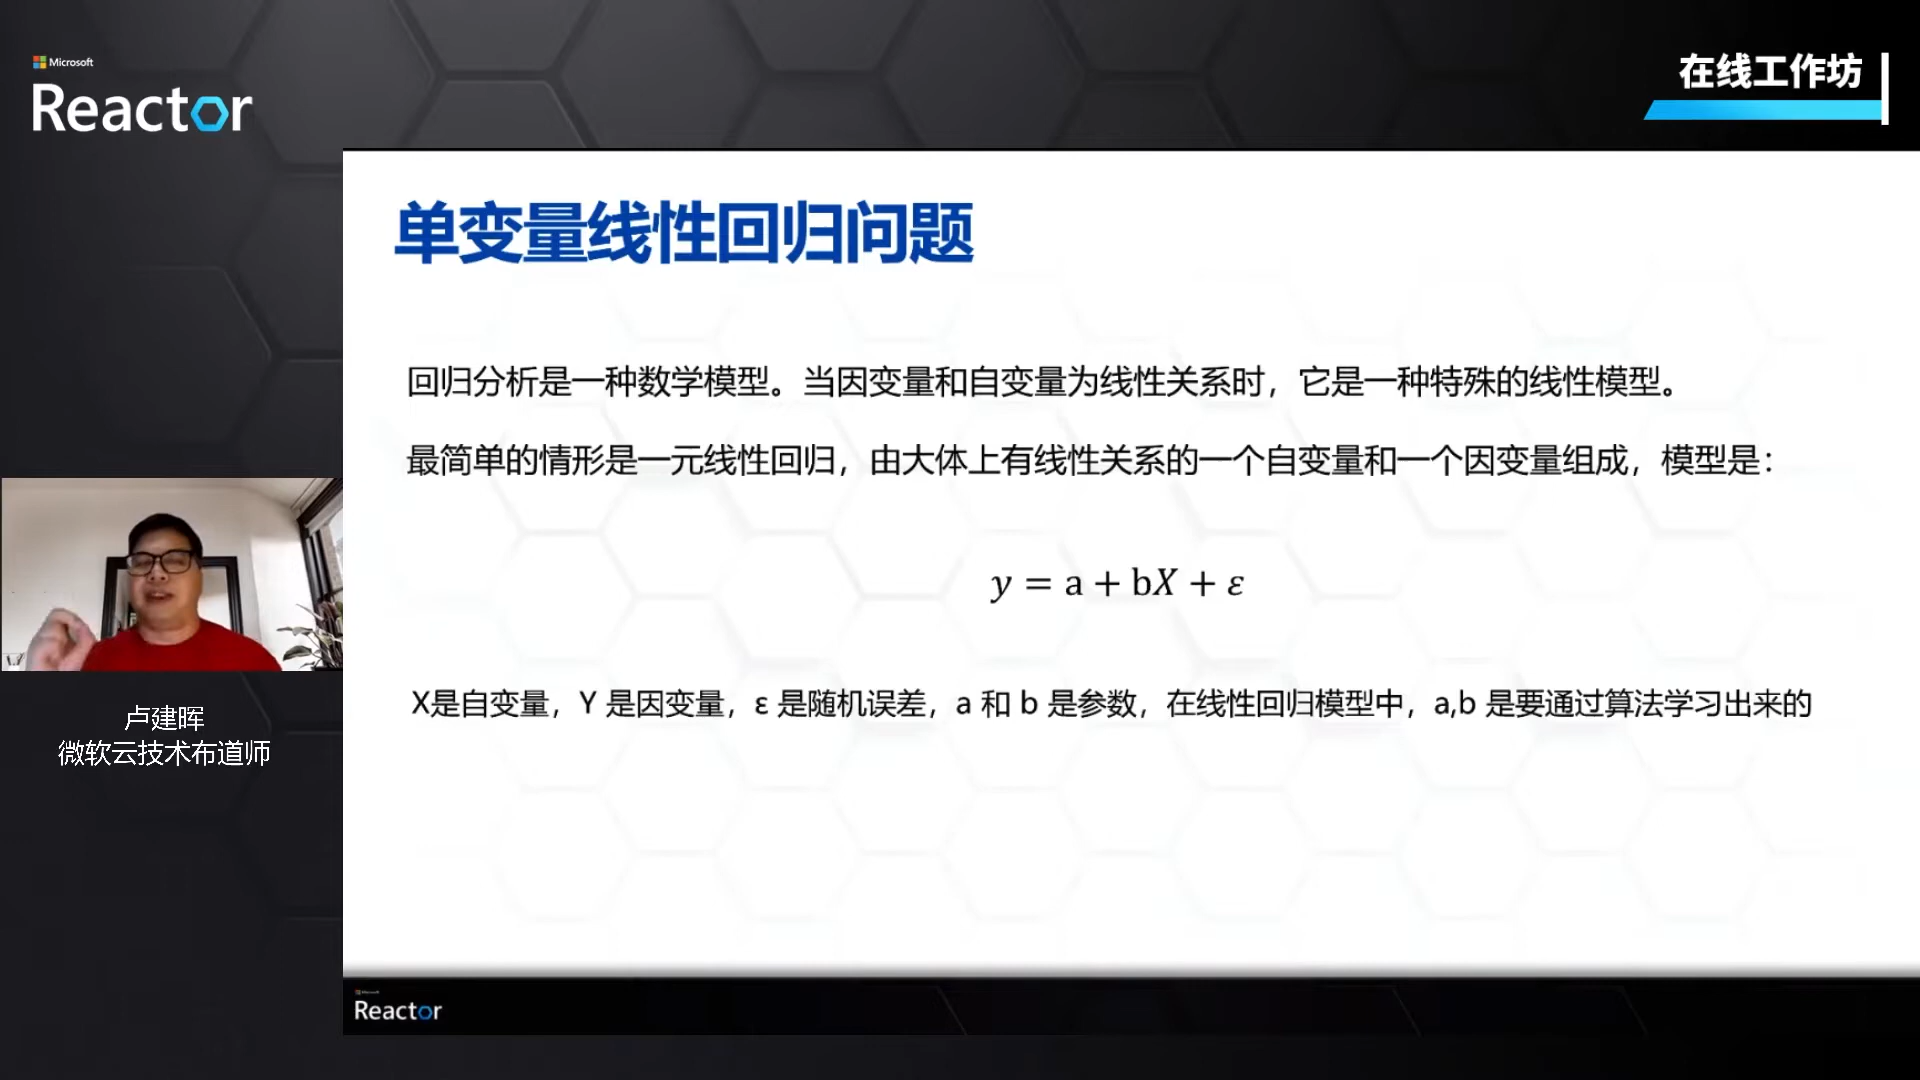 Microsoft
Reactor
在线工作坊
单变量线性回归问题
回归分析是一种数学模型。当因变量和自变量为线性关系时，它是一种特殊的线性模型。
最简单的情形是一元线性回归，由大体上有线性关系的一个自变量和一个因变量组成，模型是：
y = a + bX + ε
X是自变量，Y 是因变量，ε 是随机误差，a 和 b 是参数，在线性回归模型中，a,b 是要通过算法学习出来的
卢建晖
微软云技术布道师
Microsoft
Reactor